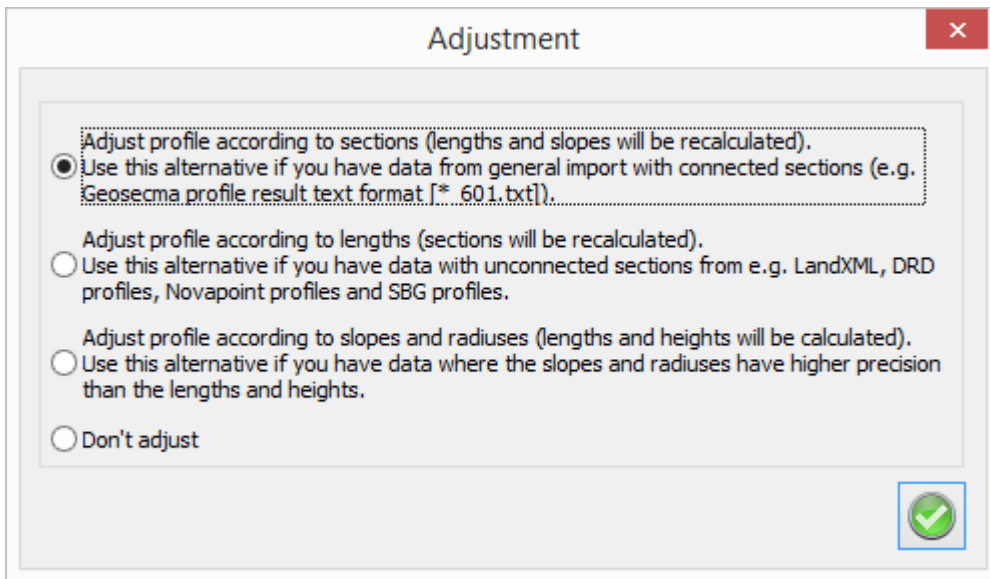 Adjustment
Adjust profile according to sections (lengths and slopes will be recalculated).
Use this alternative if you have data from general import with connected sections (e.g.
Geosecma profile result text format [*_601.txt]).
Adjust profile according to lengths (sections will be recalculated).
Use this alternative if you have data with unconnected sections from e.g. LandXML, DRD
profiles, Novapoint profiles and SBG profiles.
Adjust profile according to slopes and radiuses (lengths and heights will be calculated).
Use this alternative if you have data where the slopes and radiuses have higher precision
than the lengths and heights.
Don't adjust